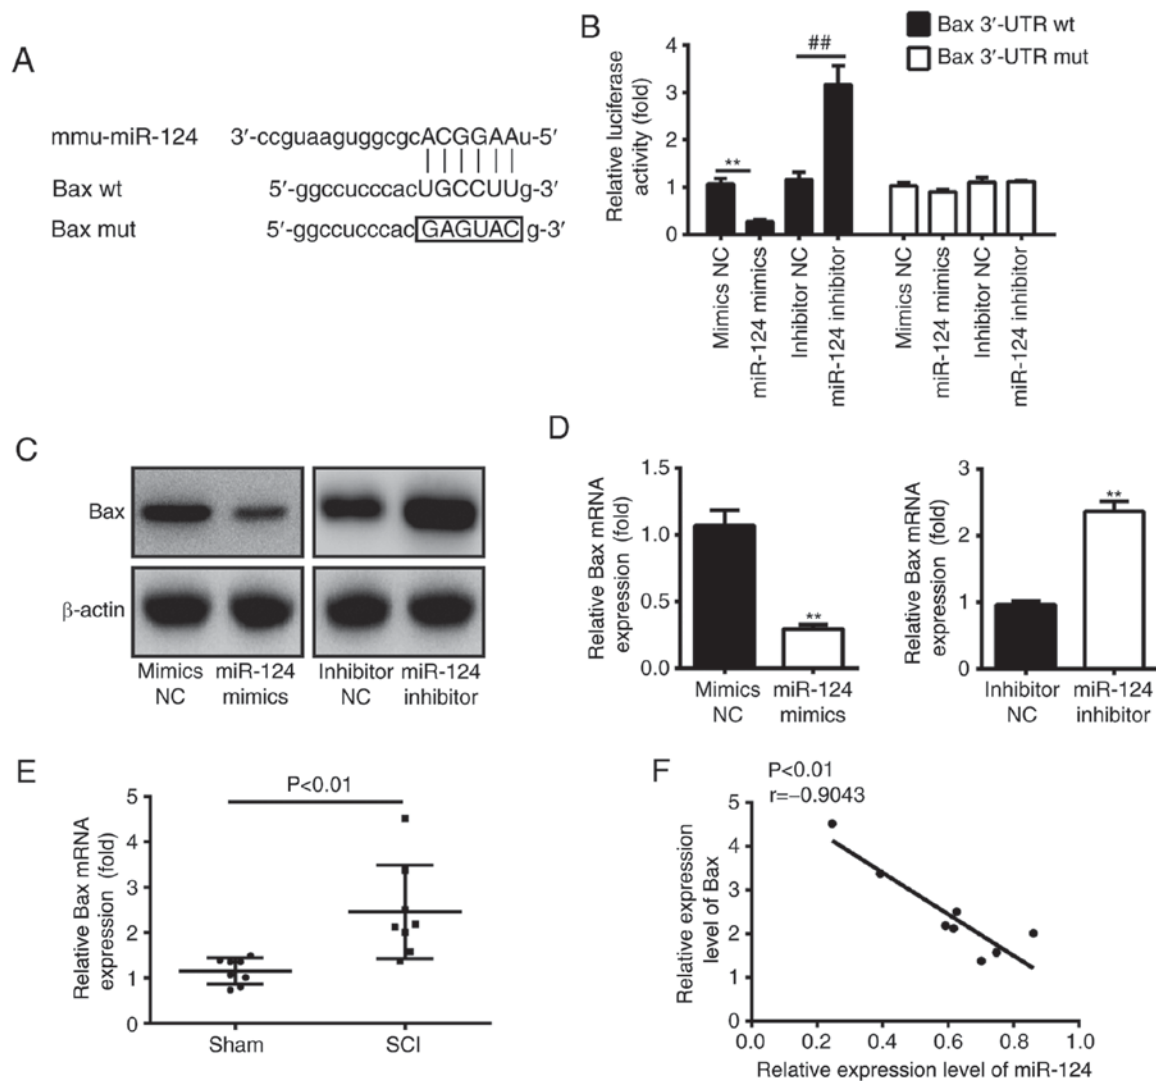 A
mmu-miR-124 3′-ccguaaguggcgcACGGAAu-5′
Bax wt 5′-ggccucccacUGCCUUg-3′
Bax mut 5′-ggccucccacGAGUACg-3′
B
Bax 3′-UTR wt
Bax 3′-UTR mut
Relative luciferase
activity (fold)
4
3
2
1
0
**
##
Mimics NC
miR-124 mimics
Inhibitor NC
miR-124 inhibitor
Mimics NC
miR-124 mimics
Inhibitor NC
miR-124 inhibitor
C
Bax
β-actin
Mimics
NC
miR-124
mimics
Inhibitor
NC
miR-124
inhibitor
D
Relative Bax mRNA
expression (fold)
1.5
1.0
0.5
0.0
**
Mimics
NC
miR-124
mimics
Relative Bax mRNA
expression (fold)
3
2
1
0
**
Inhibitor
NC
miR-124
inhibitor
E
P<0.01
Relative Bax mRNA
expression (fold)
5
4
3
2
1
0
Sham
SCI
F
P<0.01
r=−0.9043
Relative expression
level of Bax
5
4
3
2
1
0
0.0 0.2 0.4 0.6 0.8 1.0
Relative expression level of miR-124